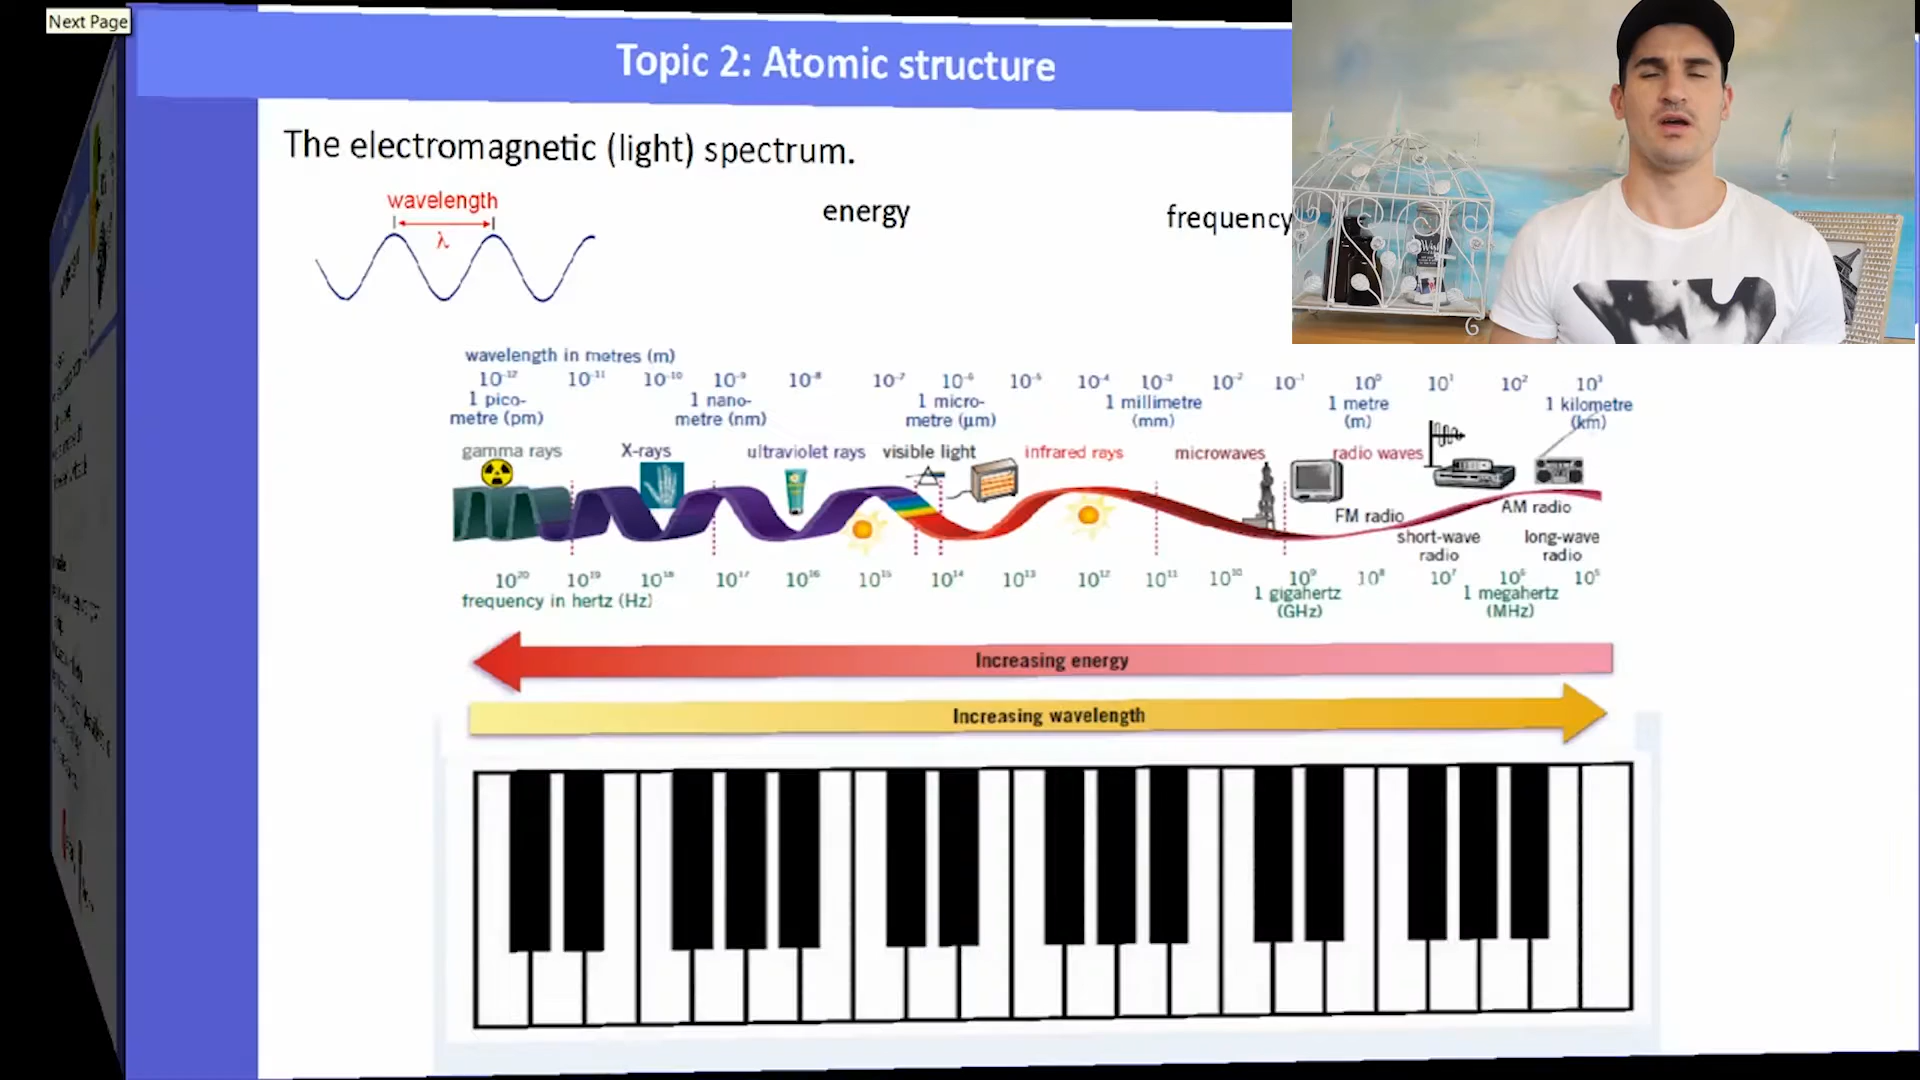 Next Page
Topic 2: Atomic structure
The electromagnetic (light) spectrum.
wavelength
λ
energy
frequency
wavelength in metres (m)
10⁻¹² 10⁻¹¹ 10⁻¹⁰ 10⁻⁹ 10⁻⁸ 10⁻⁷ 10⁻⁶ 10⁻⁵ 10⁻⁴ 10⁻³ 10⁻² 10⁻¹ 10⁰ 10¹ 10² 10³
1 pico- 1 nano- 1 micro- 1 millimetre 1 metre 1 kilometre
metre (pm) metre (nm) metre (μm) (mm) (m) (km)
gamma rays X-rays ultraviolet rays visible light infrared rays microwaves radio waves
FM radio AM radio
short-wave long-wave
radio radio
10²⁰ 10¹⁹ 10¹⁸ 10¹⁷ 10¹⁶ 10¹⁵ 10¹⁴ 10¹³ 10¹² 10¹¹ 10¹⁰ 10⁹ 10⁸ 10⁷ 10⁶ 10⁵
frequency in hertz (Hz) 1 gigahertz 1 megahertz
(GHz) (MHz)
Increasing energy
Increasing wavelength